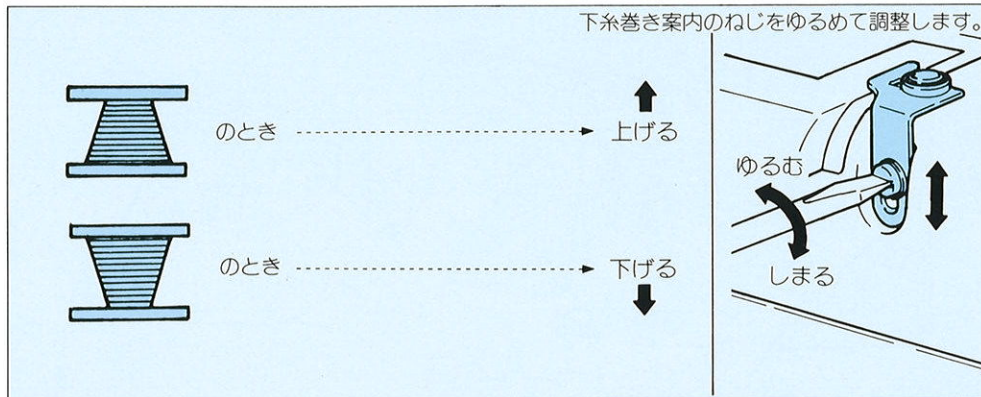 下糸巻き案内のねじをゆるめて調整します。
のとき
上げる
のとき
下げる
ゆるむ
しまる